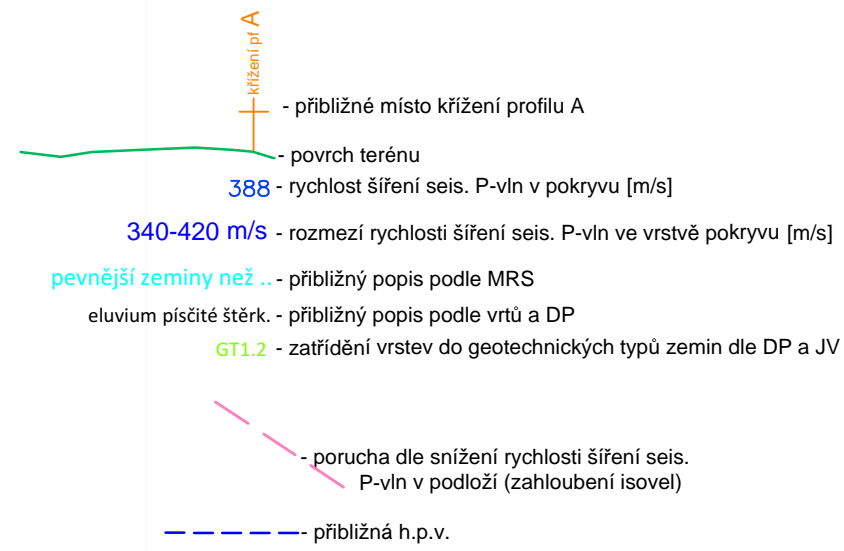 křížení pf A
- přibližné místo křížení profilu A
- povrch terénu
388 - rychlost šíření seis. P-vln v pokryvu [m/s]
340-420 m/s - rozmezí rychlosti šíření seis. P-vln ve vrstvě pokryvu [m/s]
pevnější zeminy než .. - přibližný popis podle MRS
eluvium písčité štěrk. - přibližný popis podle vrtů a DP
GT1.2 - zatřídění vrstev do geotechnických typů zemin dle DP a JV
- porucha dle snížení rychlosti šíření seis.
P-vln v podloží (zahloubení isovel)
- přibližná h.p.v.